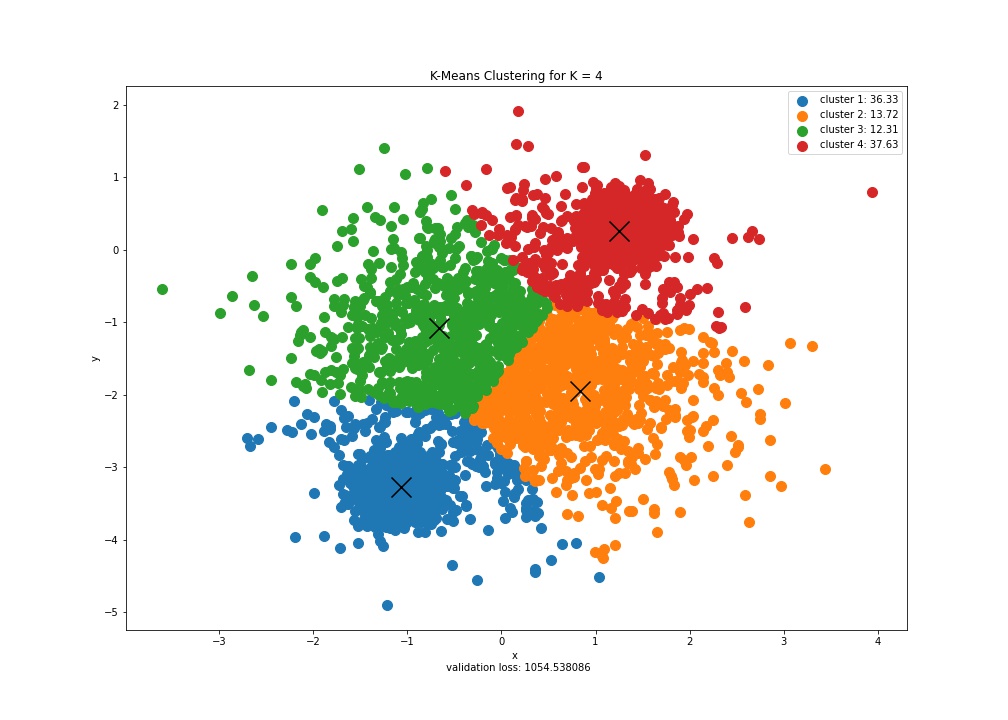 K-Means Clustering for K = 4
cluster 1: 36.33
cluster 2: 13.72
cluster 3: 12.31
cluster 4: 37.63
2
1
0
−1
−2
−3
−4
−5
y
−3
−2
−1
0
1
2
3
4
x
validation loss: 1054.538086